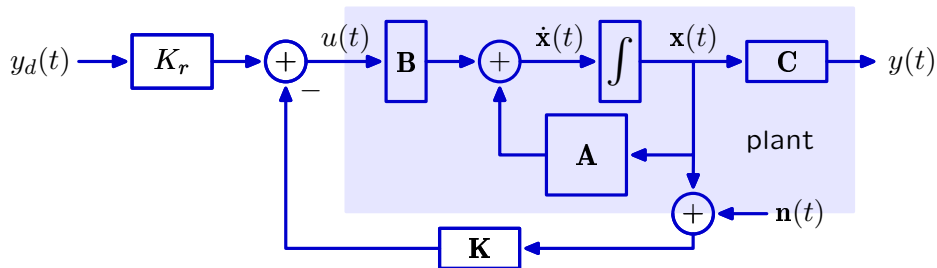 y_d(t) K_r + − u(t) B + ẋ(t) ∫ x(t) C y(t)
A plant
+ n(t)
K